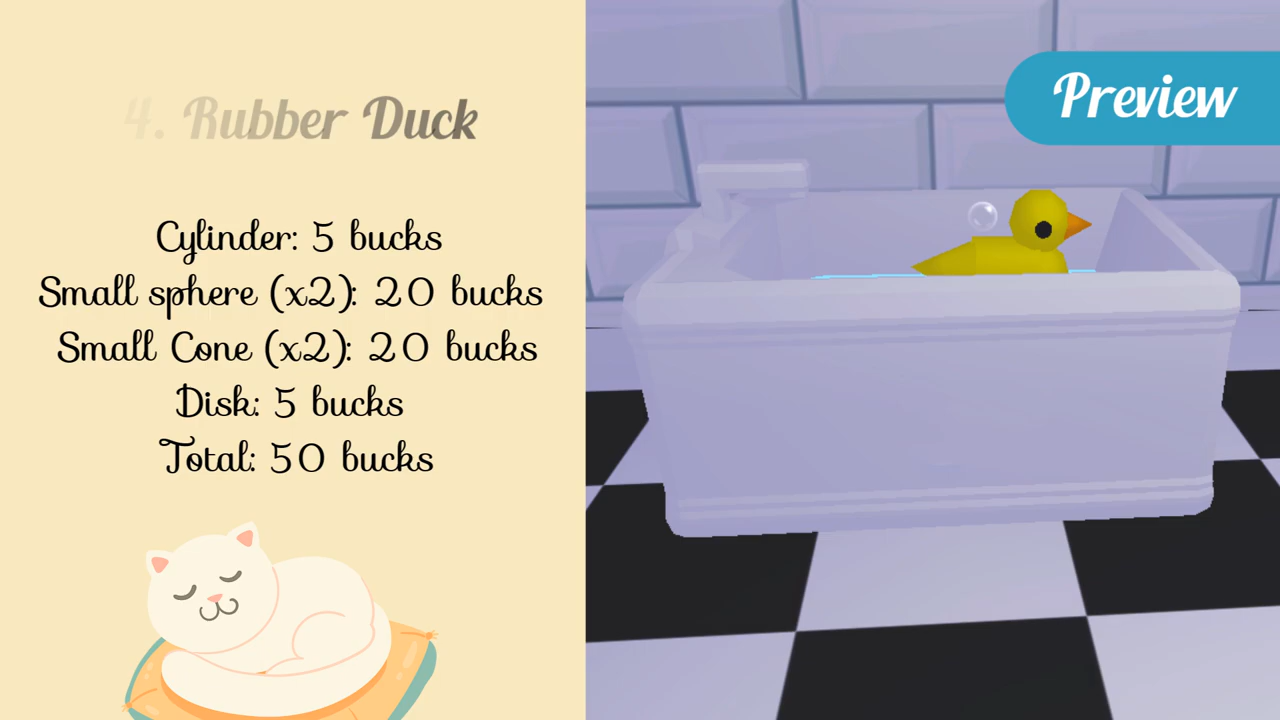 4. Rubber Duck
Preview
Cylinder: 5 bucks
Small sphere (x2): 20 bucks
Small Cone (x2): 20 bucks
Disk: 5 bucks
Total: 50 bucks